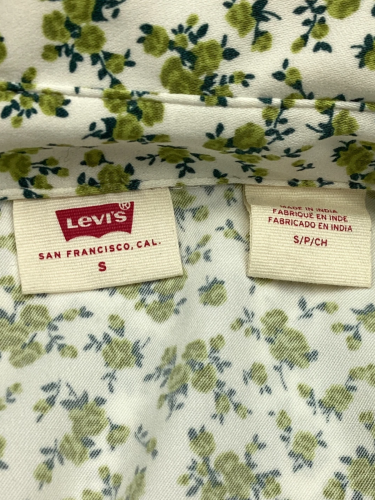 LEVI'S®
SAN FRANCISCO, CAL.
S
MADE IN INDIA
FABRIQUÉ EN INDE
FABRICADO EN INDIA
S/P/CH